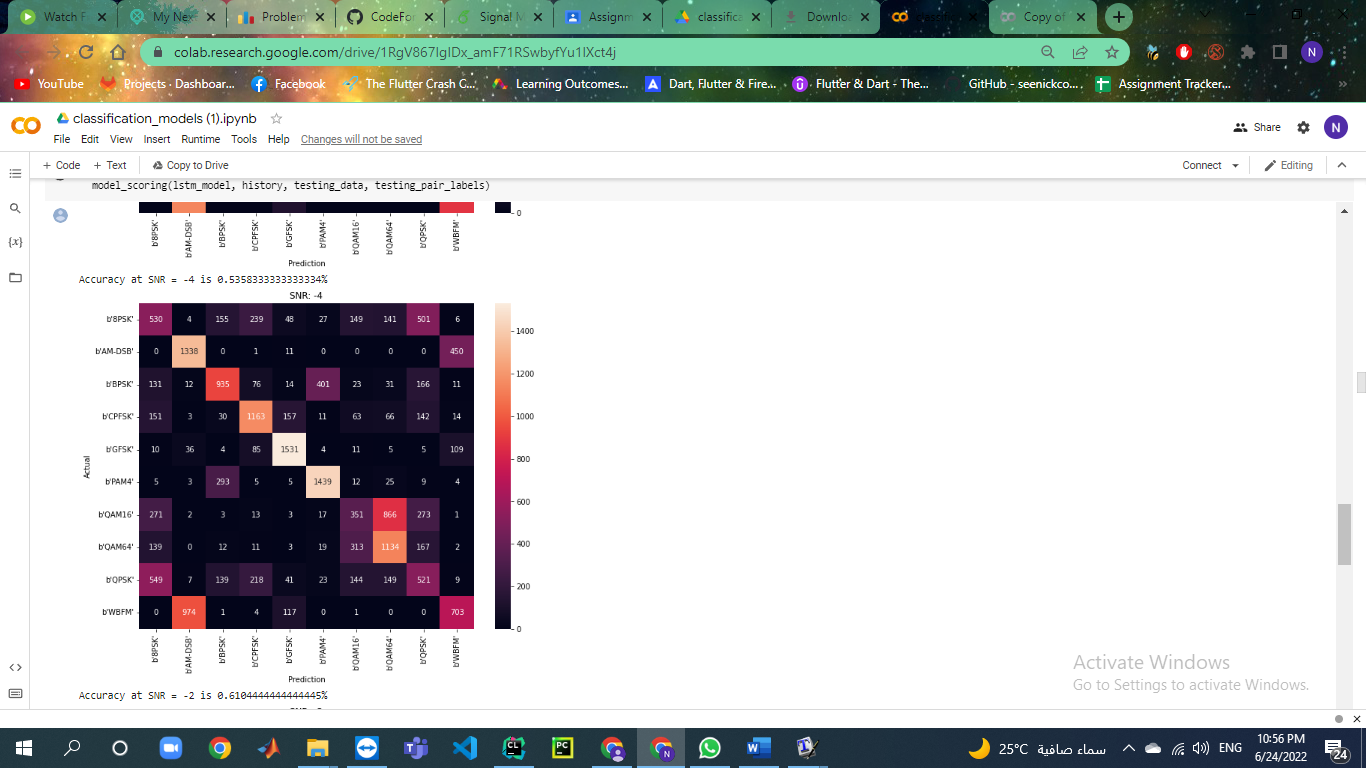 Watch F My Nex Problem CodeFor Signal M Assignm classifica Downloa Copy of
colab.research.google.com/drive/1RgV867IgIDx_amF71RSwbyfYu1lXct4j N
YouTube Projects · Dashboar... Facebook The Flutter Crash C... Learning Outcomes... Dart, Flutter & Fire... Flutter & Dart - The... GitHub - seenickco... Assignment Tracker... »
classification_models (1).ipynb
Share N
File Edit View Insert Runtime Tools Help Changes will not be saved
+ Code + Text Copy to Drive Connect Editing
model_scoring(lstm_model, history, testing_data, testing_pair_labels)
0
b'8PSK' b'AM-DSB' b'BPSK' b'CPFSK' b'GFSK' b'PAM4' b'QAM16' b'QAM64' b'QPSK' b'WBFM'
Prediction
Accuracy at SNR = -4 is 0.5358333333333334%
SNR: -4
b'8PSK' 530 4 155 239 48 27 149 141 501 6
1400
b'AM-DSB' 0 1338 0 1 11 0 0 0 0 450
1200
b'BPSK' 131 12 935 76 14 401 23 31 166 11
1000
b'CPFSK' 151 3 30 1163 157 11 63 66 142 14
b'GFSK' 10 36 4 85 1531 4 11 5 5 109
800
Actual
b'PAM4' 5 3 293 5 5 1439 12 25 9 4
600
b'QAM16' 271 2 3 13 3 17 351 866 273 1
400
b'QAM64' 139 0 12 11 3 19 313 1134 167 2
b'QPSK' 549 7 139 218 41 23 144 149 521 9
200
b'WBFM' 0 974 1 4 117 0 1 0 0 703
0
b'8PSK' b'AM-DSB' b'BPSK' b'CPFSK' b'GFSK' b'PAM4' b'QAM16' b'QAM64' b'QPSK' b'WBFM'
Prediction
Activate Windows
Go to Settings to activate Windows.
Accuracy at SNR = -2 is 0.6104444444444445%
25°C سماء صافية ENG 10:56 PM
6/24/2022 24